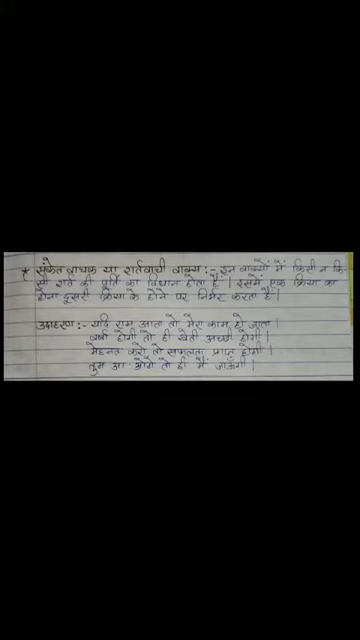 * संकेत वाचक या शर्तवाची वाक्य :- इन वाक्यों में किसी न कि-
सी शर्त की पूर्ति का विधान होता है। इसमें एक क्रिया का
होना दूसरी क्रिया के होने पर निर्भर करता है।
उदाहरण :- यदि राम आता तो मेरा काम हो जाता।
वर्षा होगी तो ही खेती अच्छी होगी।
मेहनत करो तो सफलता प्राप्त होगी।
तुम आ ओगे तो ही मैं जाऊँगी।